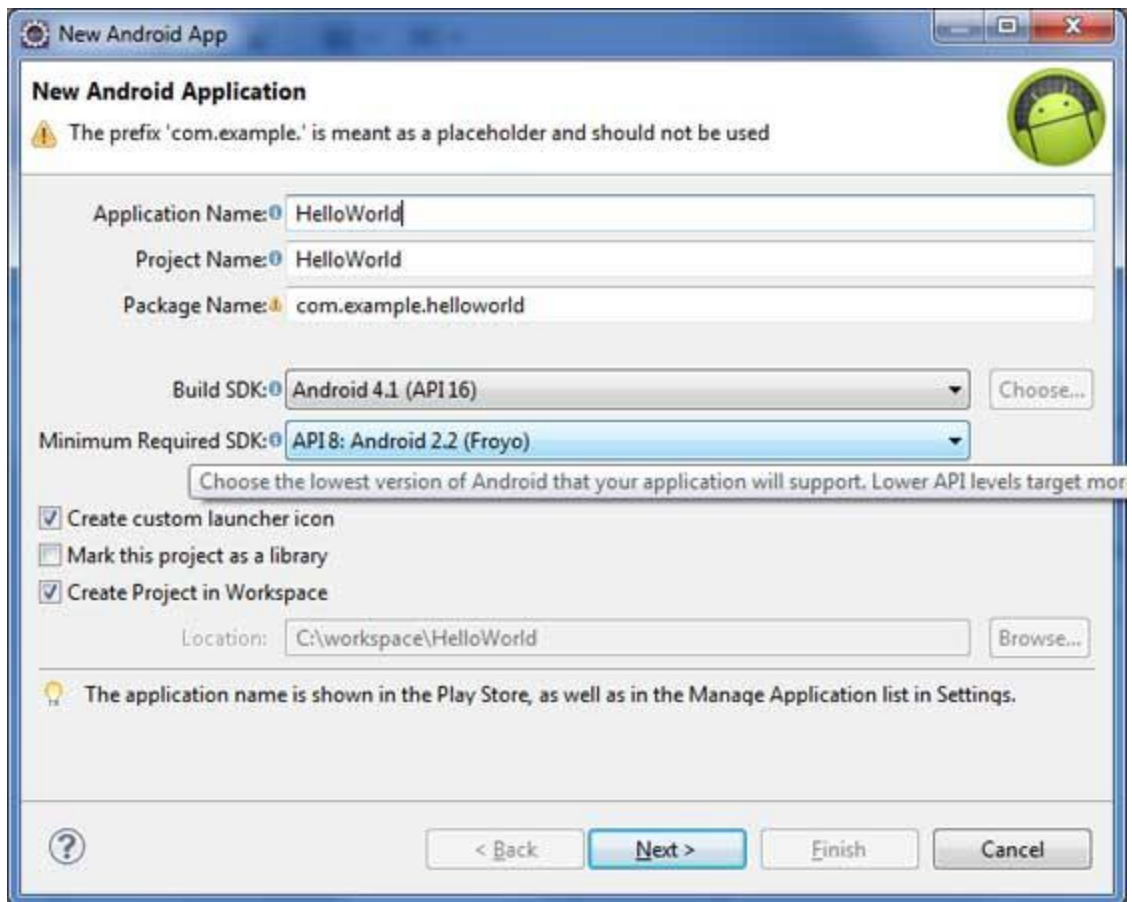 New Android App
New Android Application
The prefix 'com.example.' is meant as a placeholder and should not be used
Application Name: HelloWorld
Project Name: HelloWorld
Package Name: com.example.helloworld
Build SDK: Android 4.1 (API 16) Choose...
Minimum Required SDK: API 8: Android 2.2 (Froyo)
Choose the lowest version of Android that your application will support. Lower API levels target mor
Create custom launcher icon
Mark this project as a library
Create Project in Workspace
Location: C:\workspace\HelloWorld Browse...
The application name is shown in the Play Store, as well as in the Manage Application list in Settings.
? < Back Next > Finish Cancel